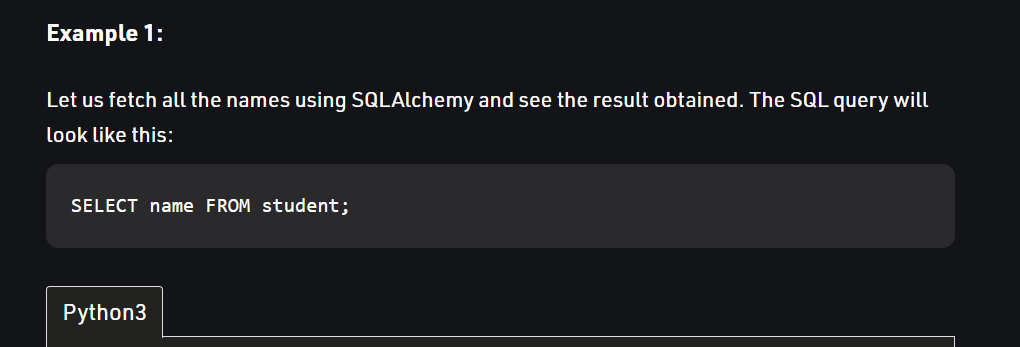 Example 1:
Let us fetch all the names using SQLAlchemy and see the result obtained. The SQL query will
look like this:
SELECT name FROM student;
Python3